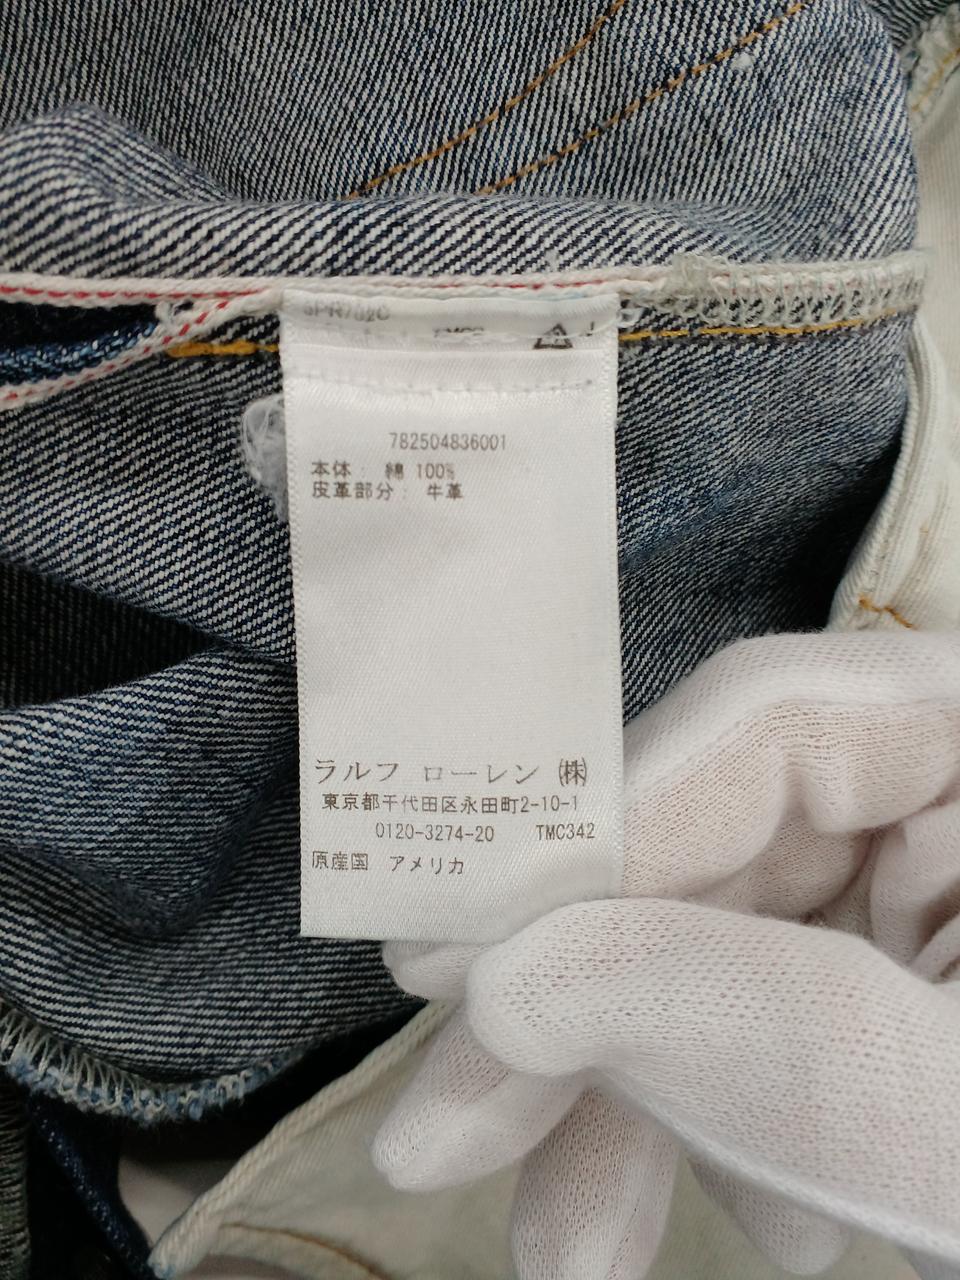 782504836001
本体： 綿 100%
皮革部分： 牛革
ラルフ ローレン ㈱
東京都千代田区永田町2-10-1
0120-3274-20 TMC342
原産国 アメリカ